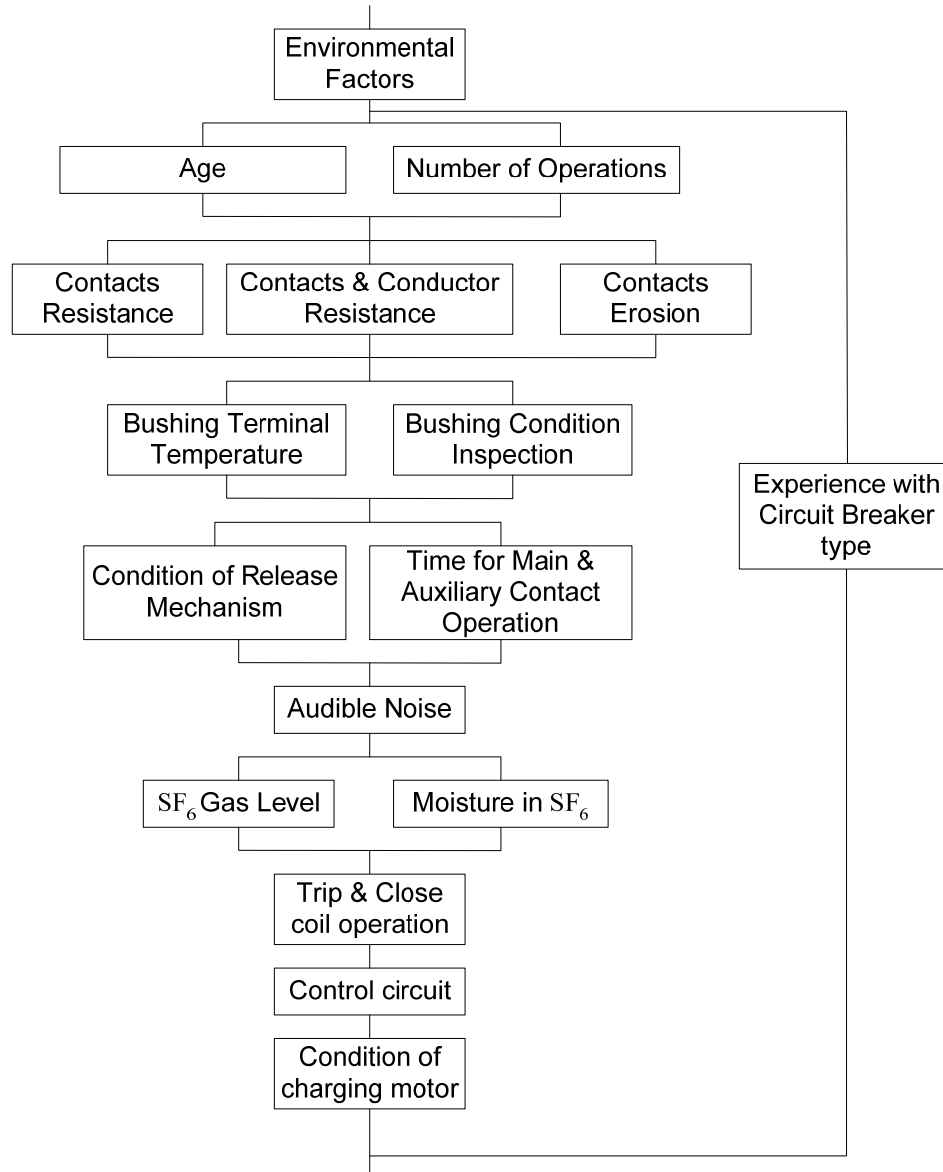 Environmental
Factors
Age
Number of Operations
Contacts
Resistance
Contacts & Conductor
Resistance
Contacts
Erosion
Bushing Terminal
Temperature
Bushing Condition
Inspection
Experience with
Circuit Breaker
type
Condition of Release
Mechanism
Time for Main &
Auxiliary Contact
Operation
Audible Noise
SF₆ Gas Level
Moisture in SF₆
Trip & Close
coil operation
Control circuit
Condition of
charging motor